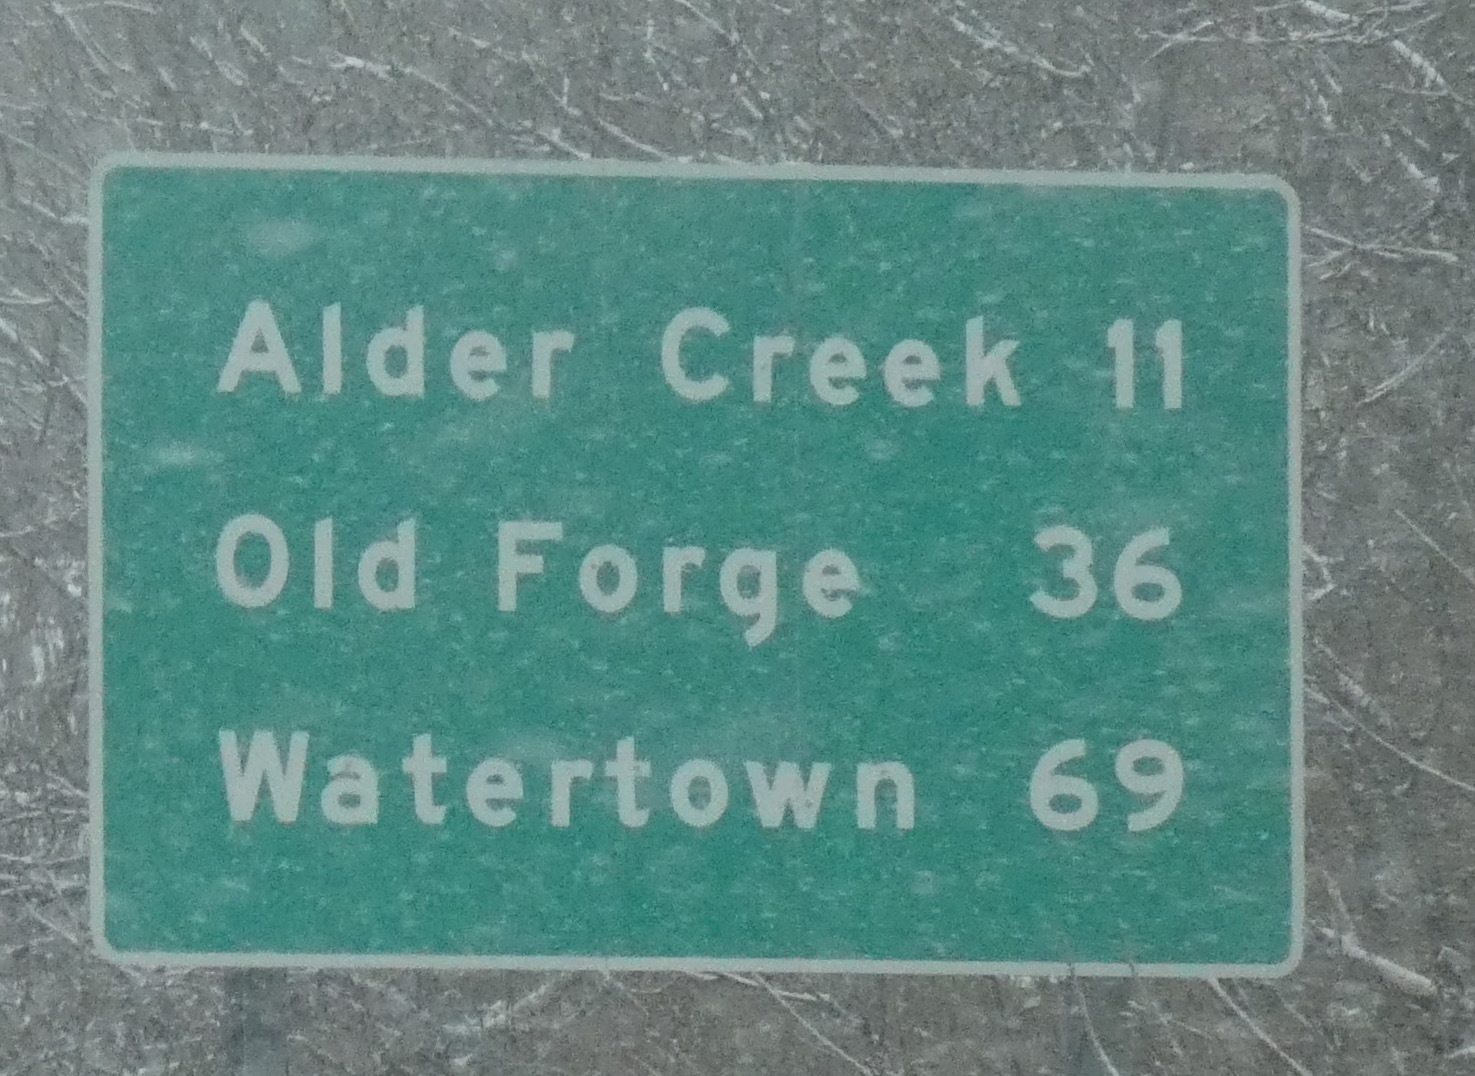 Alder Creek 11
Old Forge 36
Watertown 69